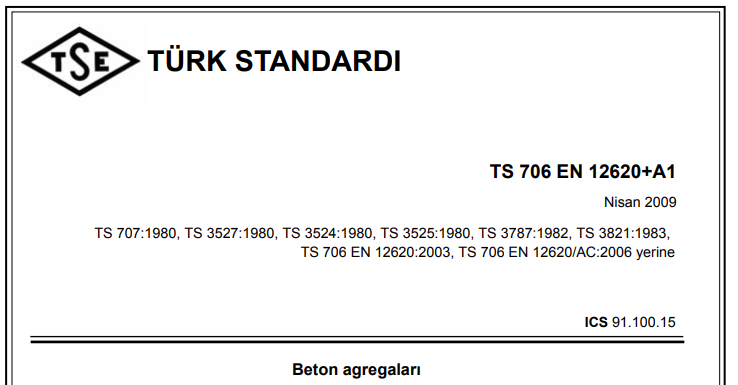 TSE
TÜRK STANDARDI
TS 706 EN 12620+A1
Nisan 2009
TS 707:1980, TS 3527:1980, TS 3524:1980, TS 3525:1980, TS 3787:1982, TS 3821:1983,
TS 706 EN 12620:2003, TS 706 EN 12620/AC:2006 yerine
ICS 91.100.15
Beton agregaları